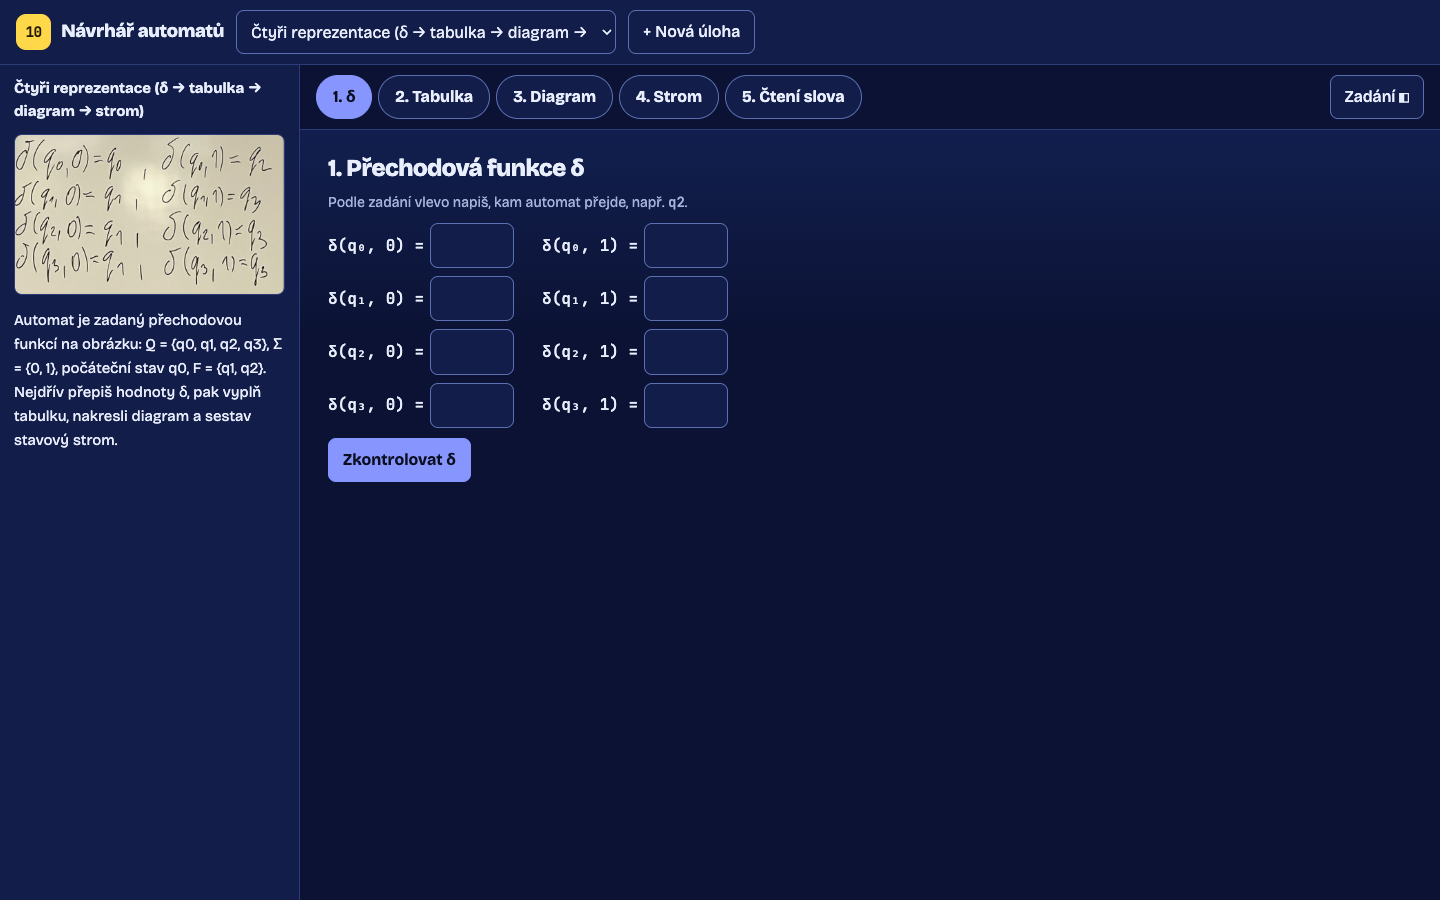 10 Návrhář automatů Čtyři reprezentace (δ → tabulka → diagram → + Nová úloha
Čtyři reprezentace (δ → tabulka →
diagram → strom)
δ(q0,0)=q0 , δ(q0,1)=q2
δ(q1,0)=q1 , δ(q1,1)=q3
δ(q2,0)=q1 , δ(q2,1)=q3
δ(q3,0)=q1 , δ(q3,1)=q3
Automat je zadaný přechodovou
funkcí na obrázku: Q = {q0, q1, q2, q3}, Σ
= {0, 1}, počáteční stav q0, F = {q1, q2}.
Nejdřív přepiš hodnoty δ, pak vyplň
tabulku, nakresli diagram a sestav
stavový strom.
1. δ 2. Tabulka 3. Diagram 4. Strom 5. Čtení slova Zadání
1. Přechodová funkce δ
Podle zadání vlevo napiš, kam automat přejde, např. q2.
δ(q₀, 0) = δ(q₀, 1) =
δ(q₁, 0) = δ(q₁, 1) =
δ(q₂, 0) = δ(q₂, 1) =
δ(q₃, 0) = δ(q₃, 1) =
Zkontrolovat δ